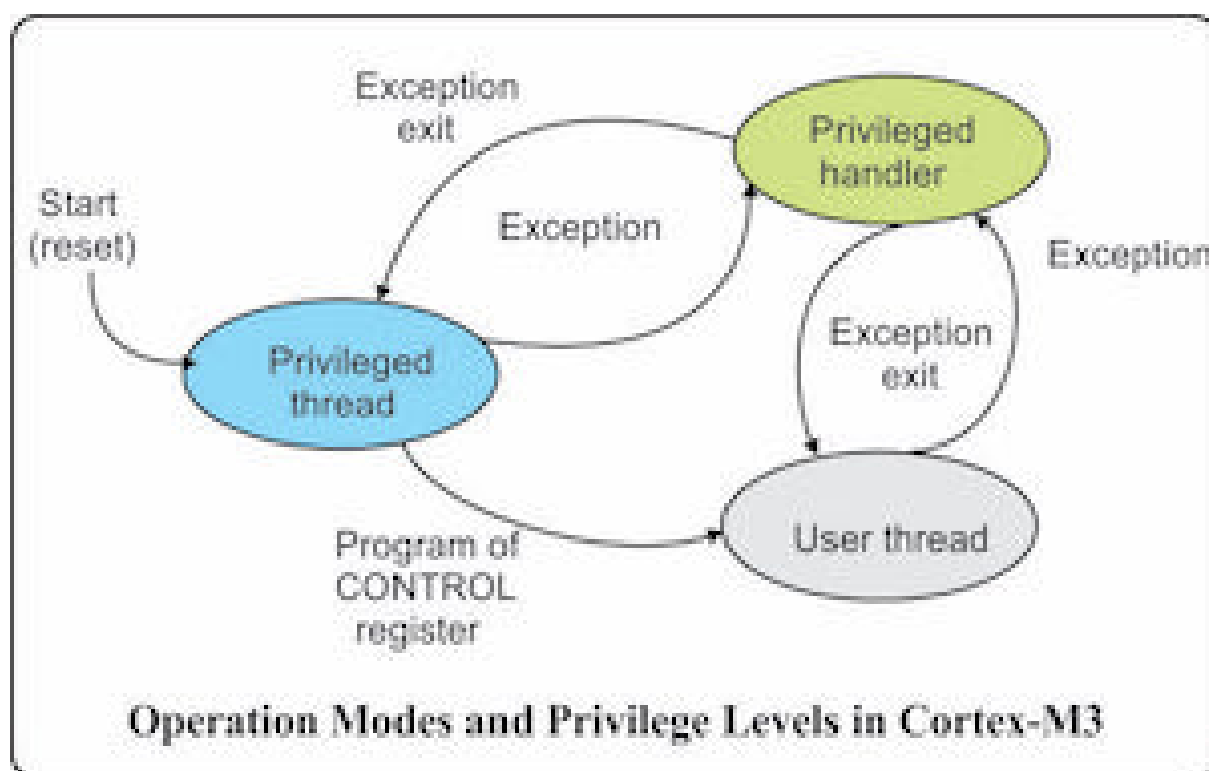 Exception
exit
Privileged
handler
Start
(reset)
Exception
Exception
Privileged
thread
Exception
exit
User thread
Program of
CONTROL
register
Operation Modes and Privilege Levels in Cortex-M3